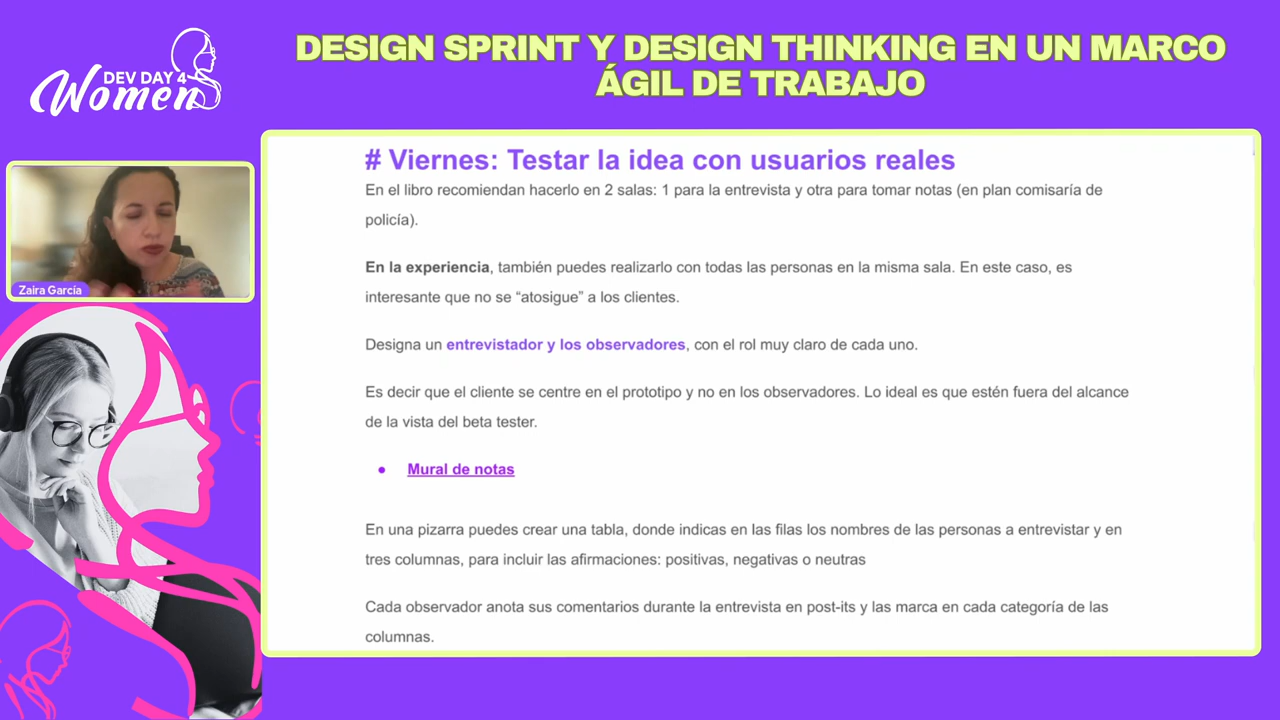 DEV DAY 4
Women
DESIGN SPRINT Y DESIGN THINKING EN UN MARCO
ÁGIL DE TRABAJO
Zaira García
# Viernes: Testar la idea con usuarios reales
En el libro recomiendan hacerlo en 2 salas: 1 para la entrevista y otra para tomar notas (en plan comisaría de
policía).
En la experiencia, también puedes realizarlo con todas las personas en la misma sala. En este caso, es
interesante que no se “atosigue” a los clientes.
Designa un entrevistador y los observadores, con el rol muy claro de cada uno.
Es decir que el cliente se centre en el prototipo y no en los observadores. Lo ideal es que estén fuera del alcance
de la vista del beta tester.
● Mural de notas
En una pizarra puedes crear una tabla, donde indicas en las filas los nombres de las personas a entrevistar y en
tres columnas, para incluir las afirmaciones: positivas, negativas o neutras
Cada observador anota sus comentarios durante la entrevista en post-its y las marca en cada categoría de las
columnas.